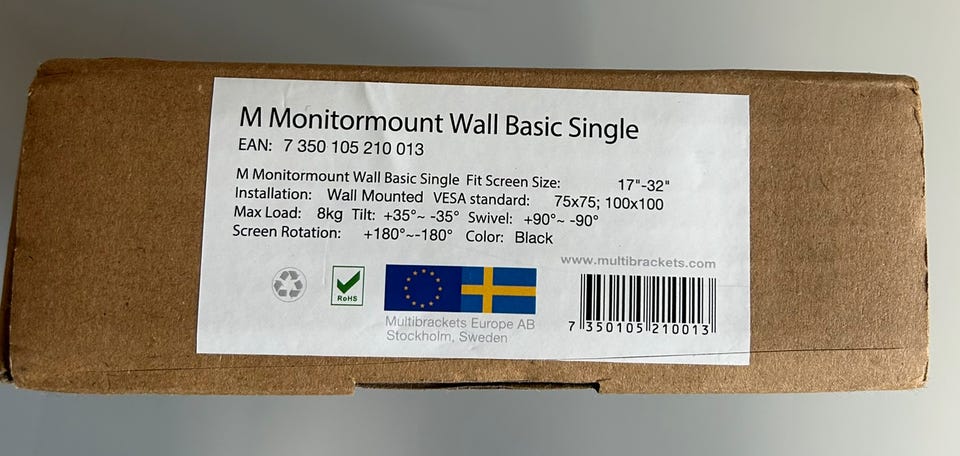 M Monitormount Wall Basic Single
EAN: 7 350 105 210 013
M Monitormount Wall Basic Single Fit Screen Size: 17"-32"
Installation: Wall Mounted VESA standard: 75x75; 100x100
Max Load: 8kg Tilt: +35°~ -35° Swivel: +90°~ -90°
Screen Rotation: +180°~-180° Color: Black
www.multibrackets.com
RoHS
Multibrackets Europe AB
Stockholm, Sweden
7 350105 210013